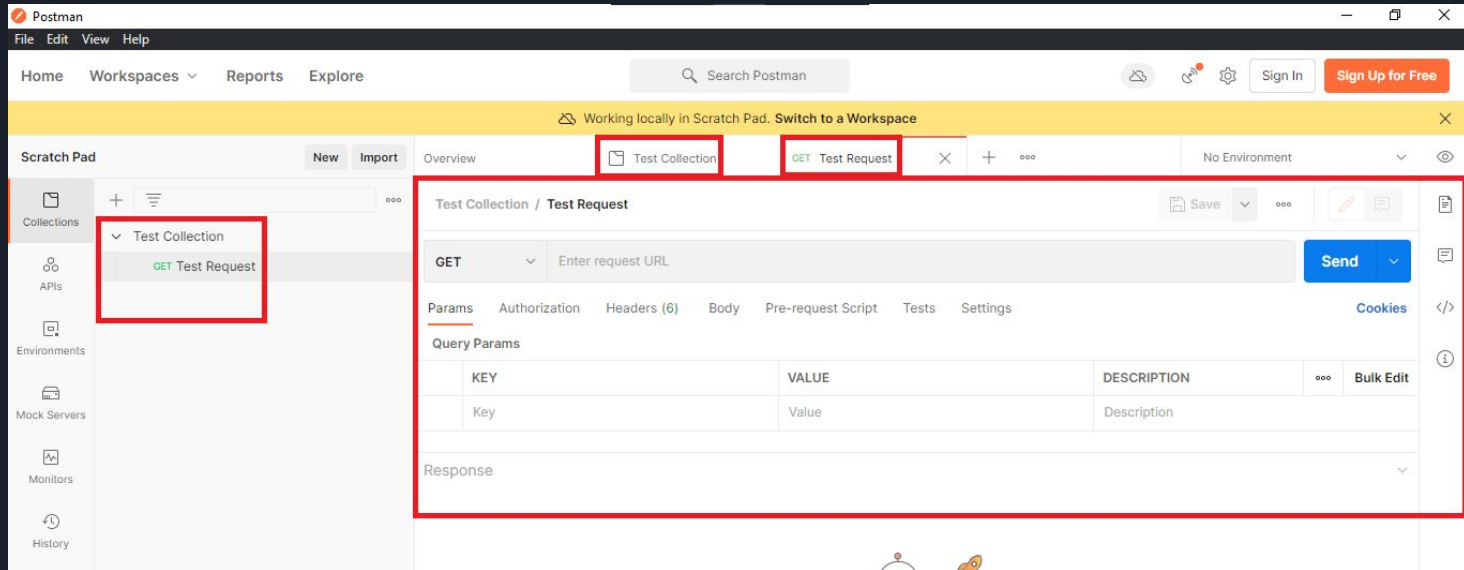 Postman
File Edit View Help
Home Workspaces Reports Explore Search Postman Sign In Sign Up for Free
Working locally in Scratch Pad. Switch to a Workspace
Scratch Pad New Import Overview Test Collection GET Test Request No Environment
Collections
APIs
Environments
Mock Servers
Monitors
History
Test Collection
GET Test Request
Test Collection / Test Request Save
GET Enter request URL Send
Params Authorization Headers (6) Body Pre-request Script Tests Settings Cookies
Query Params
KEY VALUE DESCRIPTION Bulk Edit
Key Value Description
Response